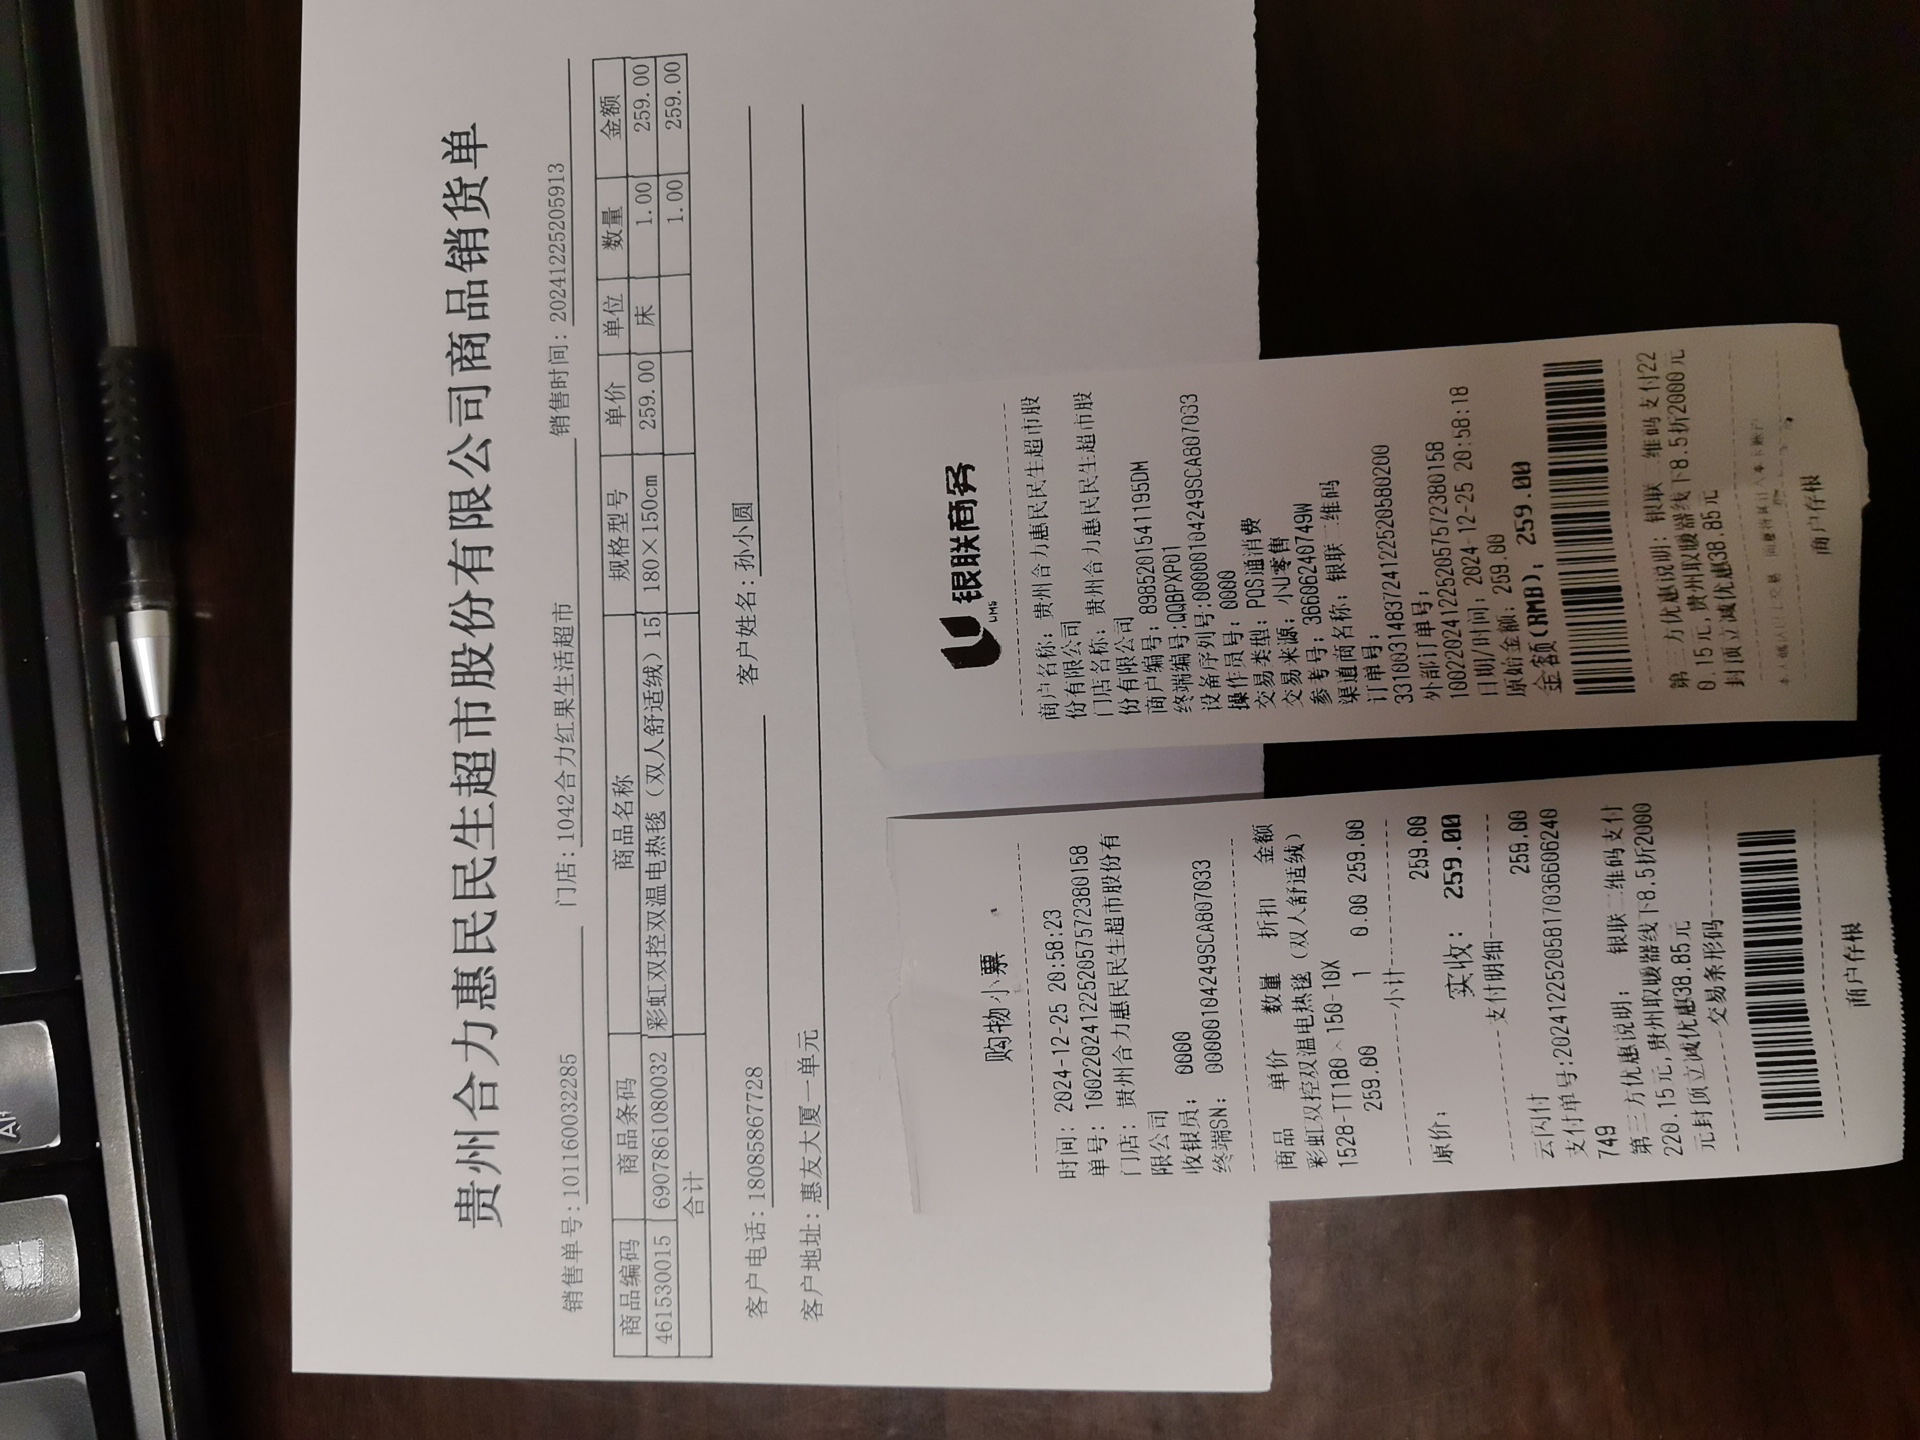 贵州合力惠民民生超市股份有限公司商品销货单
销售单号:1011600032285 门店:1042合力红果生活超市 销售时间:20241225205913
商品编码 商品条码 商品名称 规格型号 单价 单位 数量 金额
461530015 6907861080032 彩虹双控双温电热毯（双人舒适绒）15 180×150cm 259.00 床 1.00 259.00
合计 1.00 259.00
客户电话:18085867728 客户姓名:孙小圆
客户地址:惠友大厦一单元
购物小票
时间: 2024-12-25 20:58:23
单号: 10022024122520575723801​58
门店: 贵州合力惠民民生超市股份有
限公司
收银员: 0000
终端SN: 00000104249SCA807033
商品 单价 数量 折扣 金额
彩虹双控双温电热毯（双人舒适绒）
1528-TT180×150-10X
259.00 1 0.00 259.00
小计
原价: 259.00
实收: 259.00
支付明细
云闪付 259.00
支付单号:20241225205817036606240
749
第三方优惠说明: 银联二维码支付
220.15元,贵州取暖器线下8.5折2000
元封顶立减优惠38.85元
交易条形码
商户存根
UMS 银联商务
商户名称: 贵州合力惠民民生超市股
份有限公司
门店名称: 贵州合力惠民民生超市股
份有限公司
商户编号: 89852015411​95DM
终端编号:QQBPXP01
设备序列号:00000104249SCA807033
操作员号: 0000
交易类型: POS通消费
交易来源: 小U零售
参考号: 36606240749W
渠道商名称: 银联二维码
订单号:
33100314837241225205​80200
外部订单号:
10022024122520575723801​58
日期/时间: 2024-12-25 20:58:18
原始金额: 259.00
金额(RMB): 259.00
第三方优惠说明: 银联二维码支付22
0.15元,贵州取暖器线下8.5折2000元
封顶立减优惠38.85元
商户存根